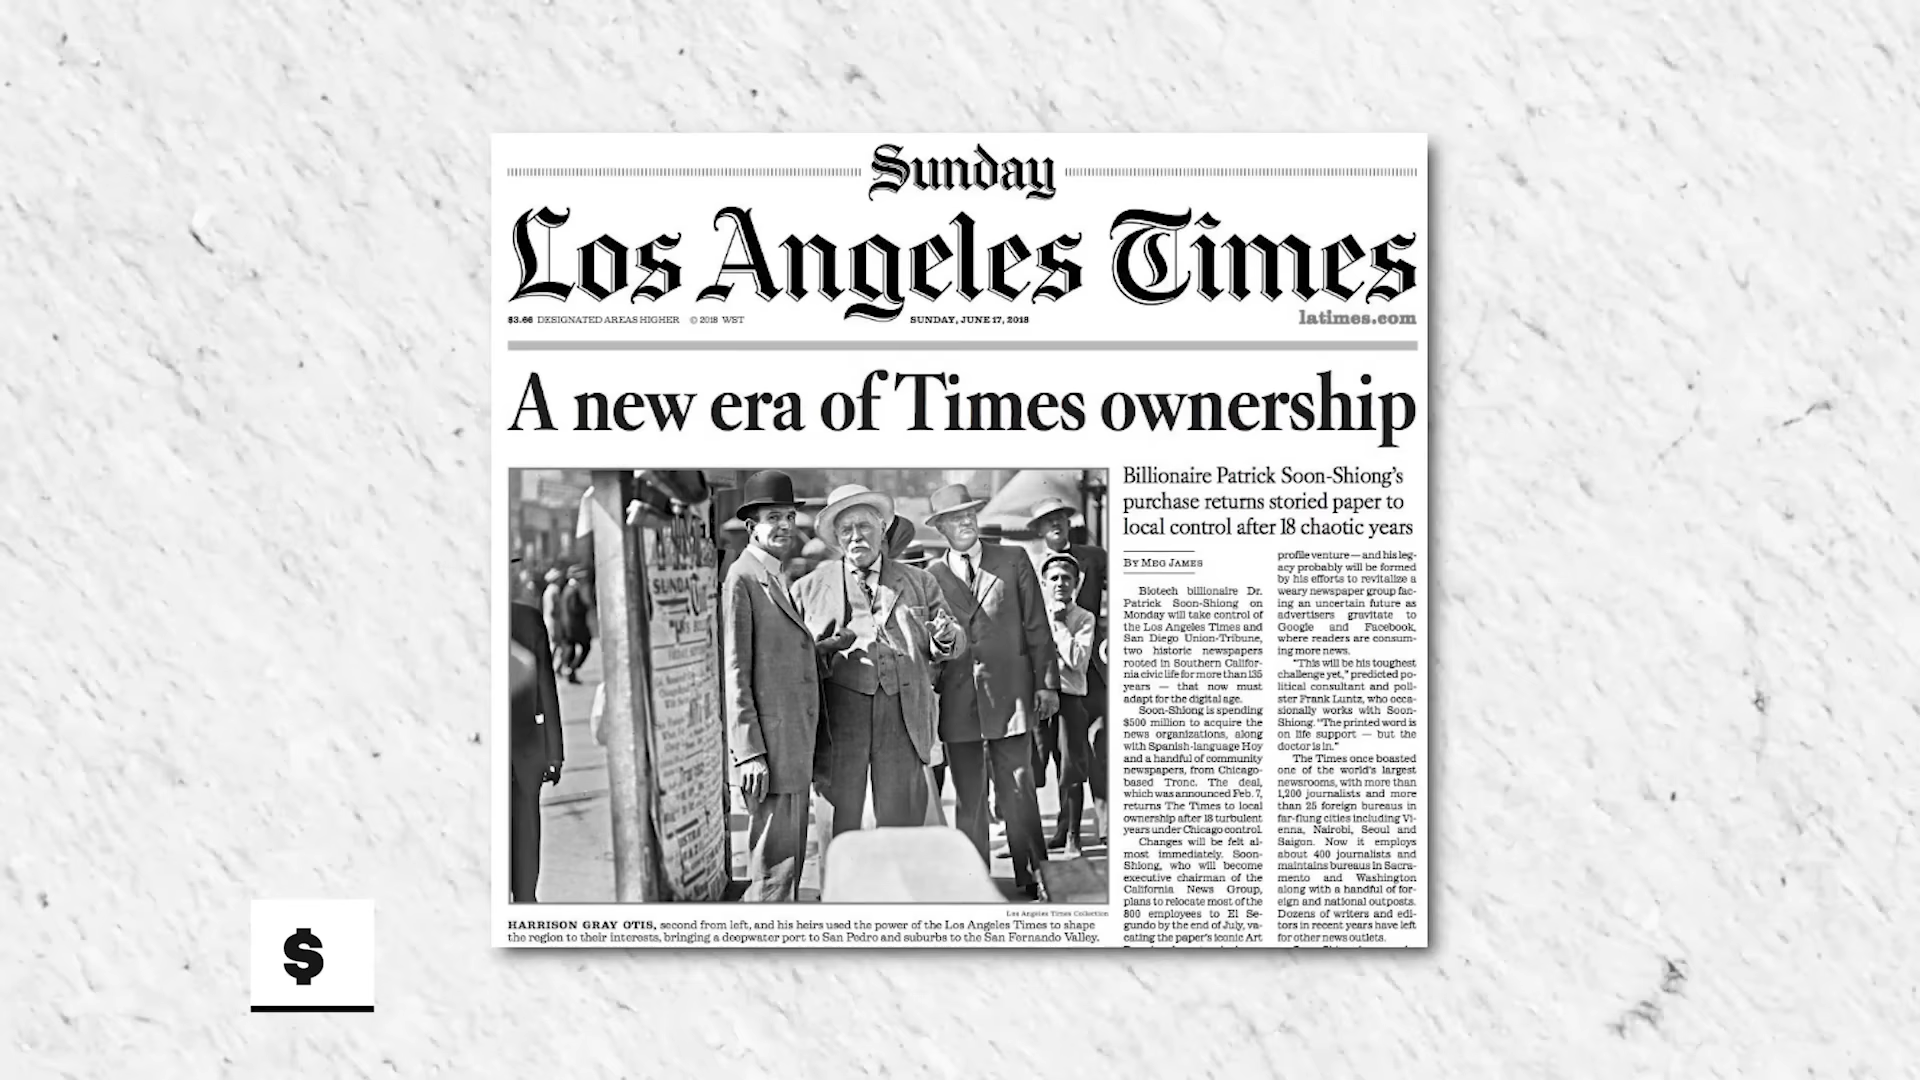 Sunday
Los Angeles Times
$3.66 DESIGNATED AREAS HIGHER © 2018 WST
SUNDAY, JUNE 17, 2018
latimes.com
A new era of Times ownership
SUNDAY
Los Angeles Times Collection
HARRISON GRAY OTIS, second from left, and his heirs used the power of the Los Angeles Times to shape
the region to their interests, bringing a deepwater port to San Pedro and suburbs to the San Fernando Valley.
Billionaire Patrick Soon-Shiong’s
purchase returns storied paper to
local control after 18 chaotic years
BY MEG JAMES
Biotech billionaire Dr.
Patrick Soon-Shiong on
Monday will take control of
the Los Angeles Times and
San Diego Union-Tribune,
two historic newspapers
rooted in Southern Califor-
nia civic life for more than 135
years — that now must
adapt for the digital age.
Soon-Shiong is spending
$500 million to acquire the
news organizations, along
with Spanish-language Hoy
and a handful of community
newspapers, from Chicago-
based Tronc. The deal,
which was announced Feb. 7,
returns The Times to local
ownership after 18 turbulent
years under Chicago control.
Changes will be felt al-
most immediately. Soon-
Shiong, who will become
executive chairman of the
California News Group,
plans to relocate most of the
800 employees to El Se-
gundo by the end of July, va-
cating the paper’s iconic Art
profile venture — and his leg-
acy probably will be formed
by his efforts to revitalize a
weary newspaper group fac-
ing an uncertain future as
advertisers gravitate to
Google and Facebook,
where readers are consum-
ing more news.
“This will be his toughest
challenge yet,” predicted po-
litical consultant and poll-
ster Frank Luntz, who occa-
sionally works with Soon-
Shiong. “The printed word is
on life support — but the
doctor is in.”
The Times once boasted
one of the world’s largest
newsrooms, with more than
1,200 journalists and more
than 25 foreign bureaus in
far-flung cities including Vi-
enna, Nairobi, Seoul and
Saigon. Now it employs
about 400 journalists and
maintains bureaus in Sacra-
mento and Washington
along with a handful of for-
eign and national outposts.
Dozens of writers and edi-
tors in recent years have left
for other news outlets.
$